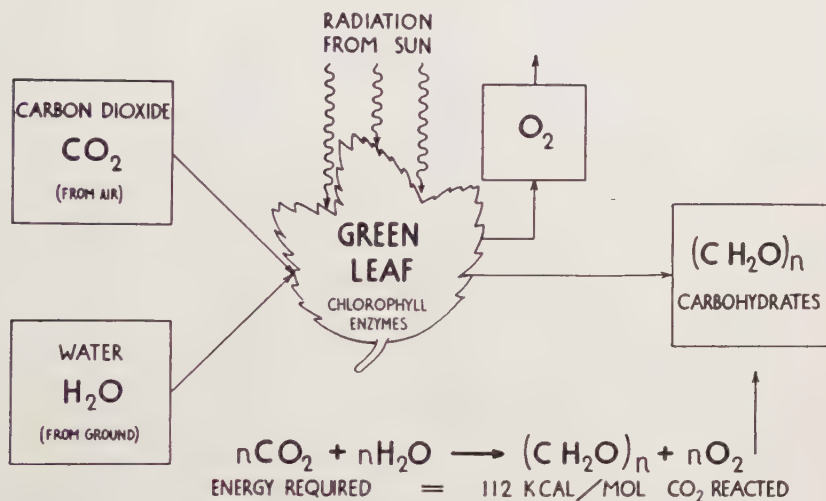 RADIATION
FROM SUN
CARBON DIOXIDE
CO₂
(FROM AIR)
O₂
GREEN
LEAF
CHLOROPHYLL
ENZYMES
(CH₂O)n
CARBOHYDRATES
WATER
H₂O
(FROM GROUND)
nCO₂ + nH₂O → (CH₂O)n + nO₂
ENERGY REQUIRED = 112 KCAL/MOL CO₂ REACTED